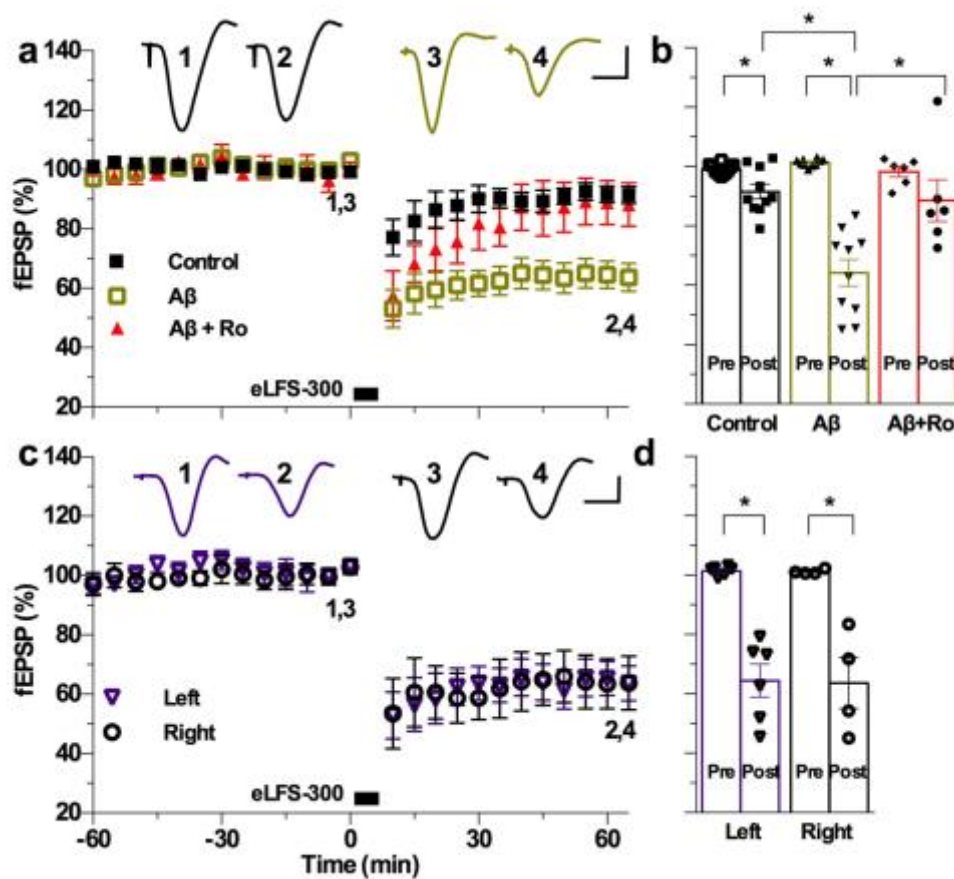 a
140
120
100
80
60
40
20
fEPSP (%)
1
2
3
4
1,3
2,4
Control
Aβ
Aβ + Ro
eLFS-300
b
*
* * *
Pre Post Pre Post Pre Post
Control Aβ Aβ+Ro
c
140
120
100
80
60
40
20
fEPSP (%)
1
2
3
4
1,3
2,4
Left
Right
eLFS-300
-60 -30 0 30 60
Time (min)
d
* *
Pre Post Pre Post
Left Right